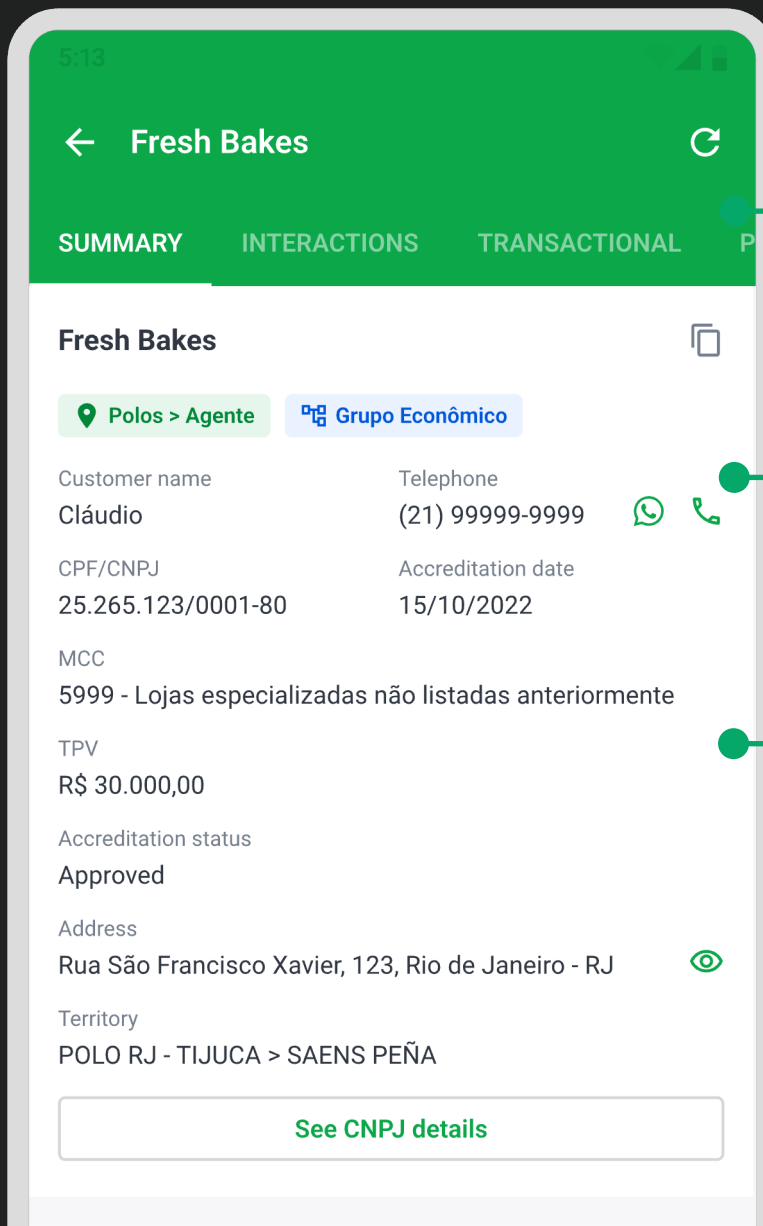 5:13
Fresh Bakes
SUMMARY INTERACTIONS TRANSACTIONAL P
Fresh Bakes
Polos > Agente Grupo Econômico
Customer name Telephone
Cláudio (21) 99999-9999
CPF/CNPJ Accreditation date
25.265.123/0001-80 15/10/2022
MCC
5999 - Lojas especializadas não listadas anteriormente
TPV
R$ 30.000,00
Accreditation status
Approved
Address
Rua São Francisco Xavier, 123, Rio de Janeiro - RJ
Territory
POLO RJ - TIJUCA > SAENS PEÑA
See CNPJ details